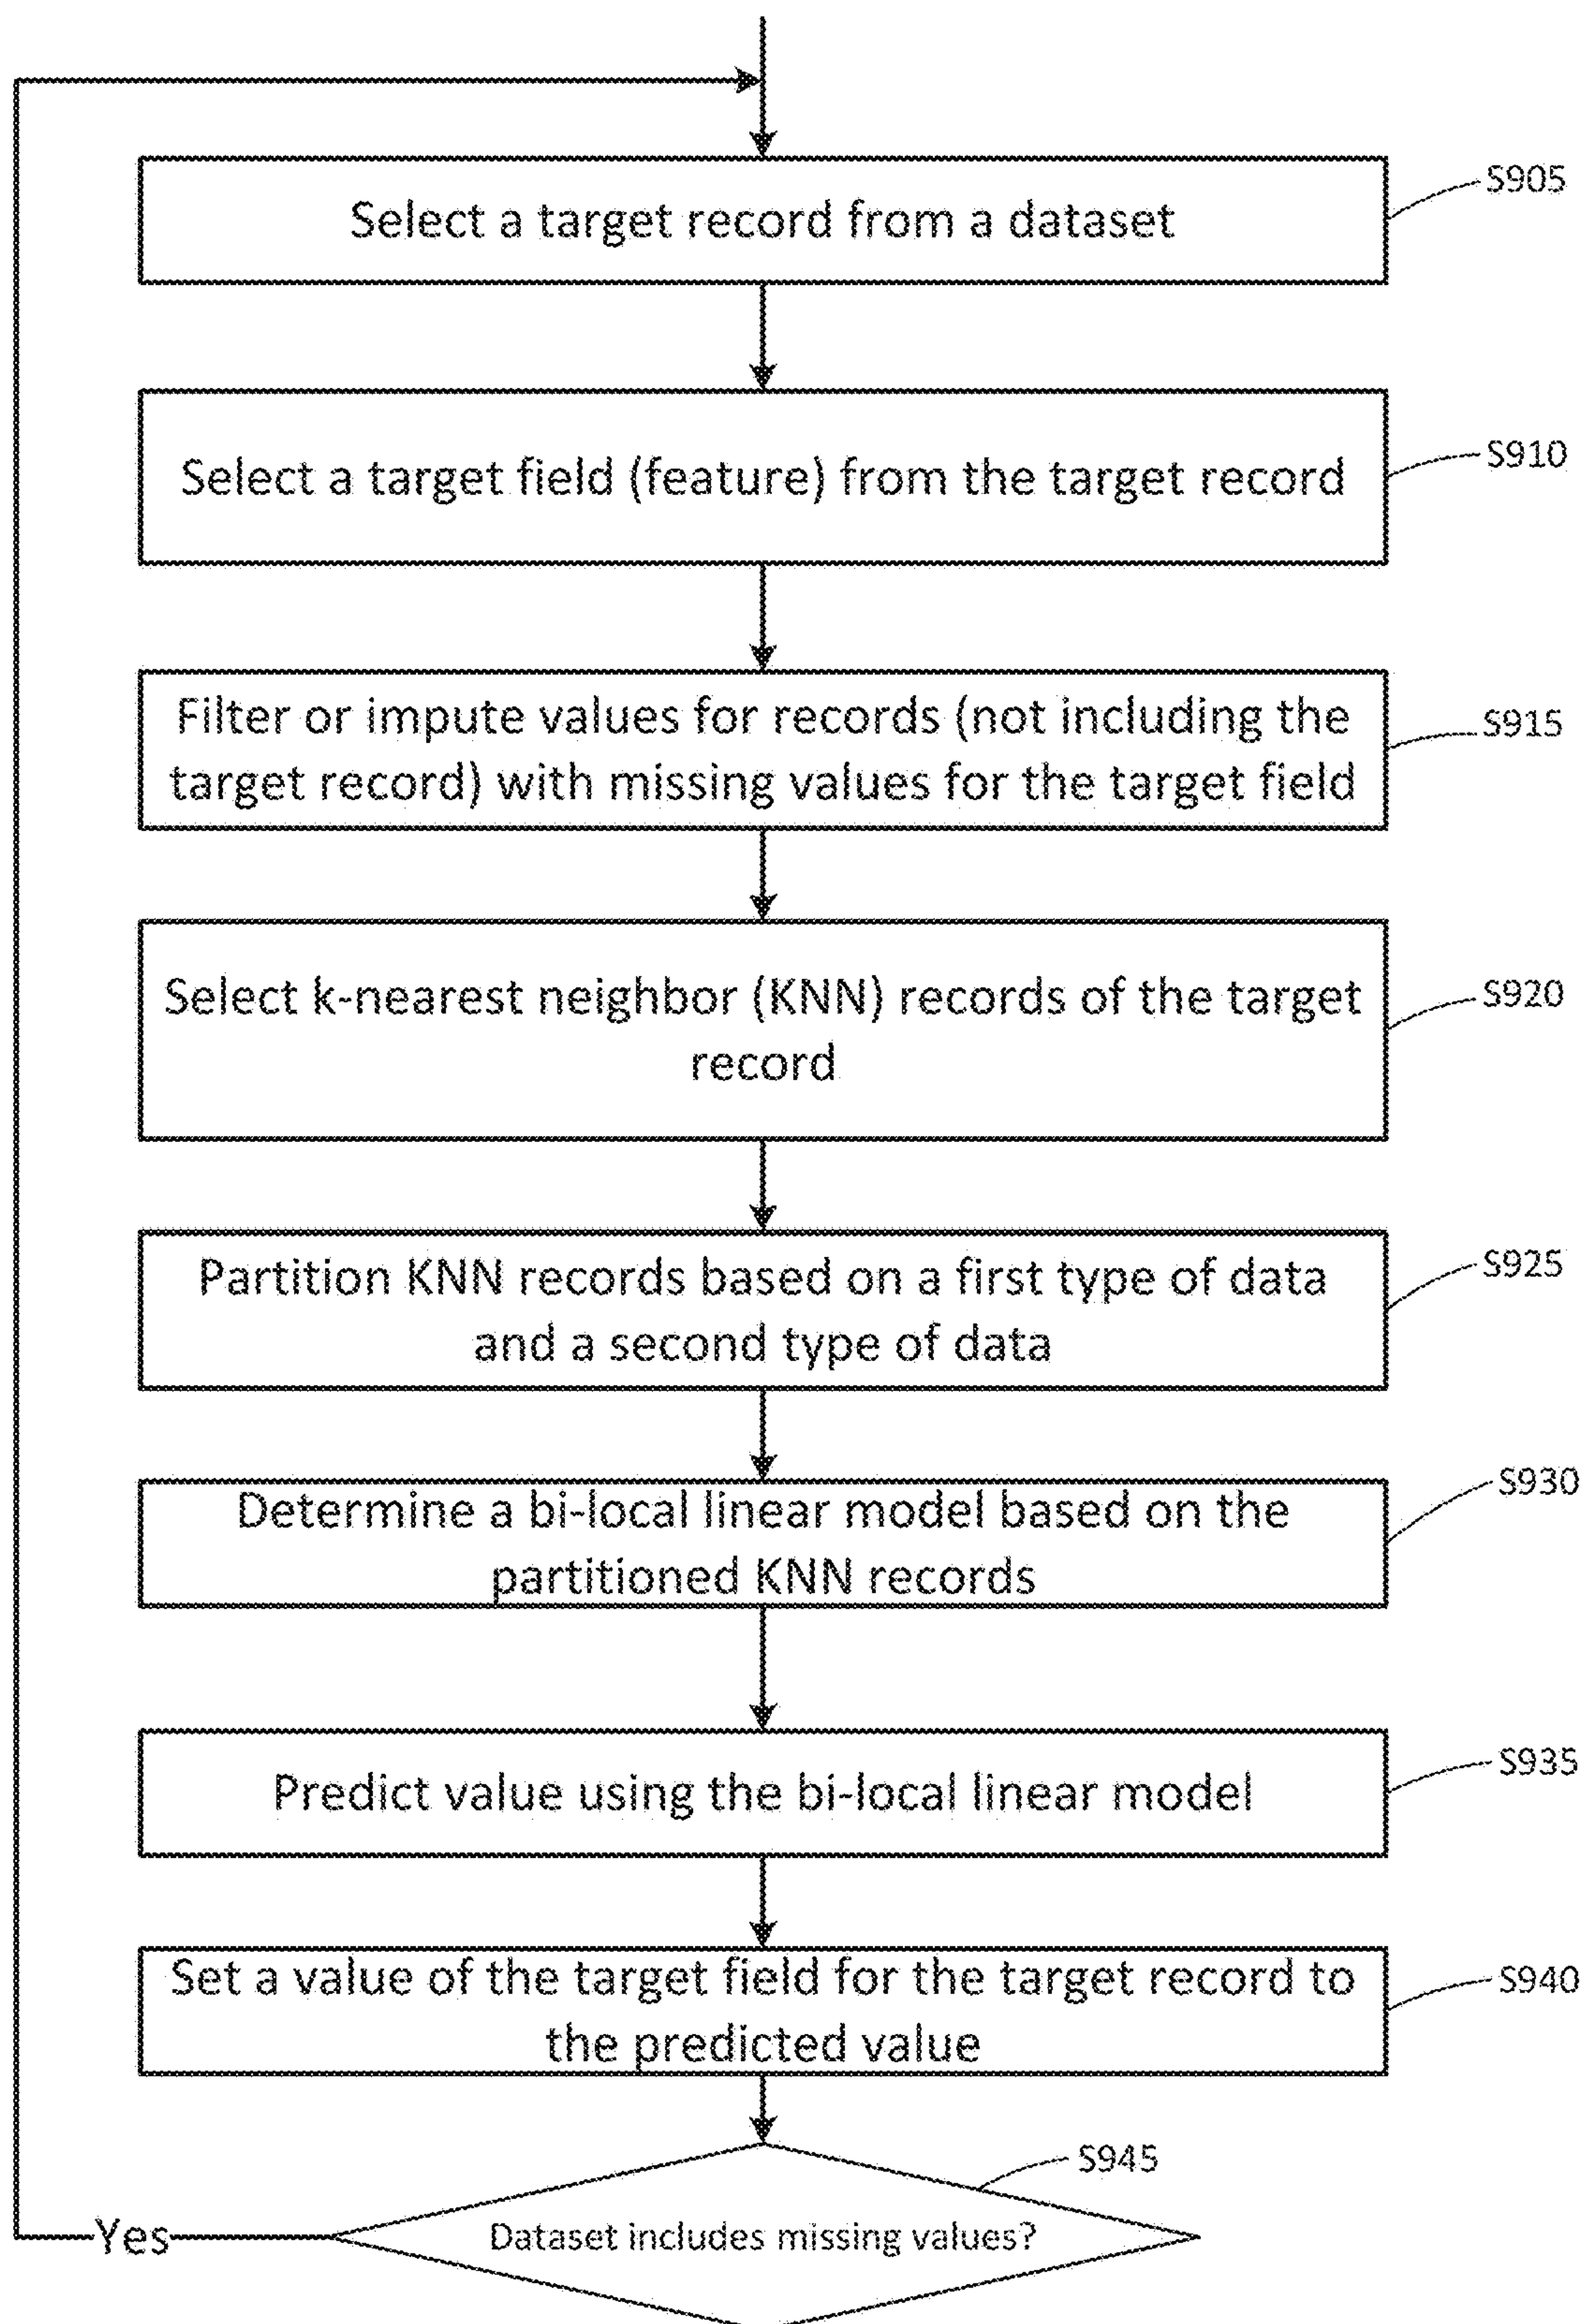 Select a target record from a dataset
S905
Select a target field (feature) from the target record
S910
Filter or impute values for records (not including the
target record) with missing values for the target field
S915
Select k-nearest neighbor (KNN) records of the target
record
S920
Partition KNN records based on a first type of data
and a second type of data
S925
Determine a bi-local linear model based on the
partitioned KNN records
S930
Predict value using the bi-local linear model
S935
Set a value of the target field for the target record to
the predicted value
S940
S945
Dataset includes missing values?
Yes